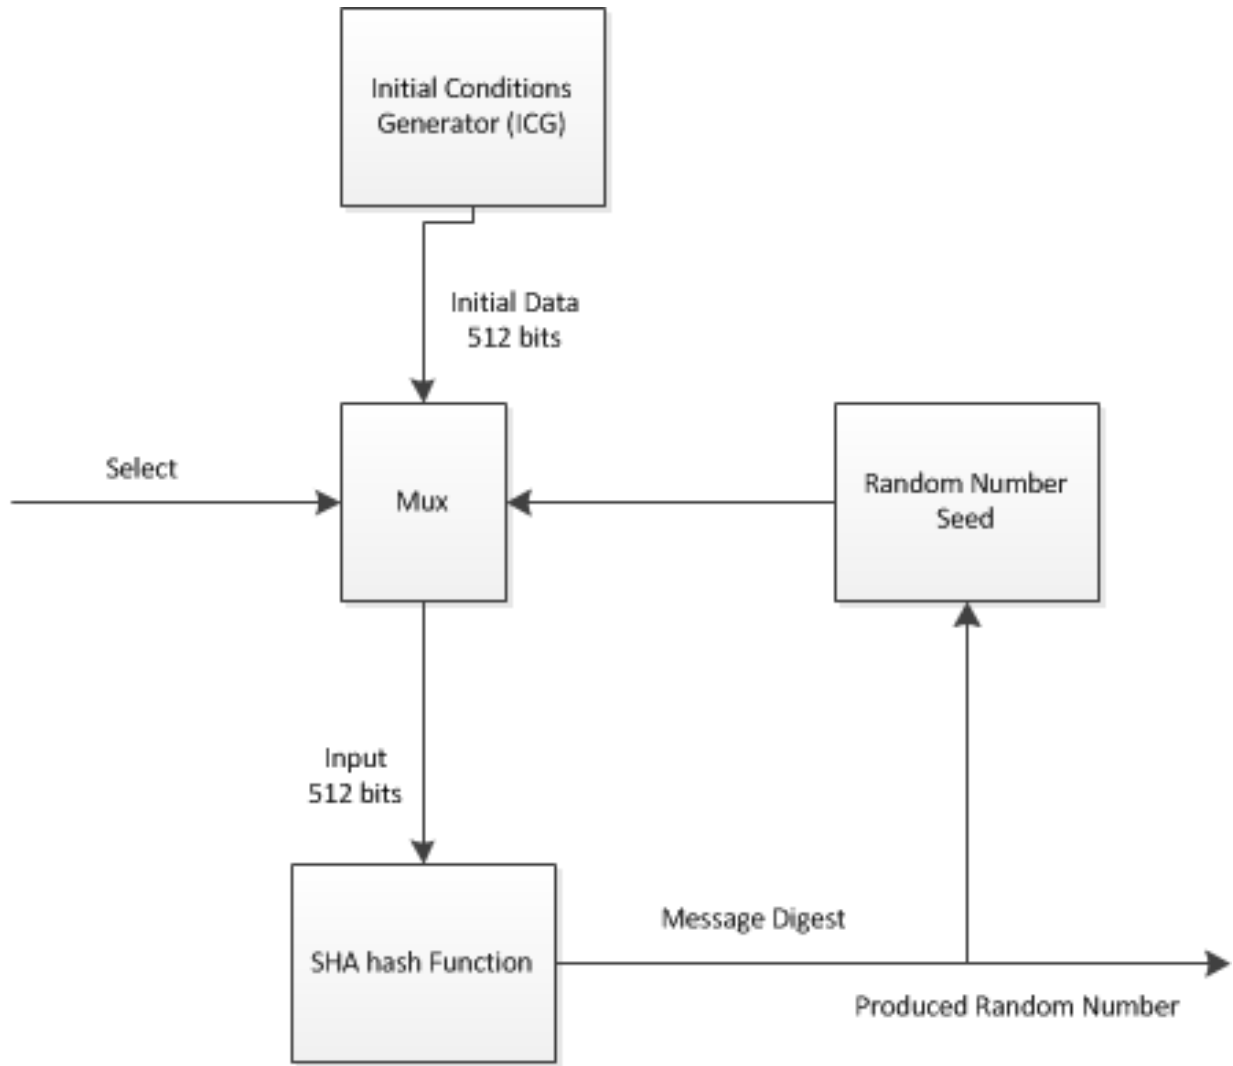 Initial Conditions
Generator (ICG)
Initial Data
512 bits
Select
Mux
Random Number
Seed
Input
512 bits
SHA hash Function
Message Digest
Produced Random Number